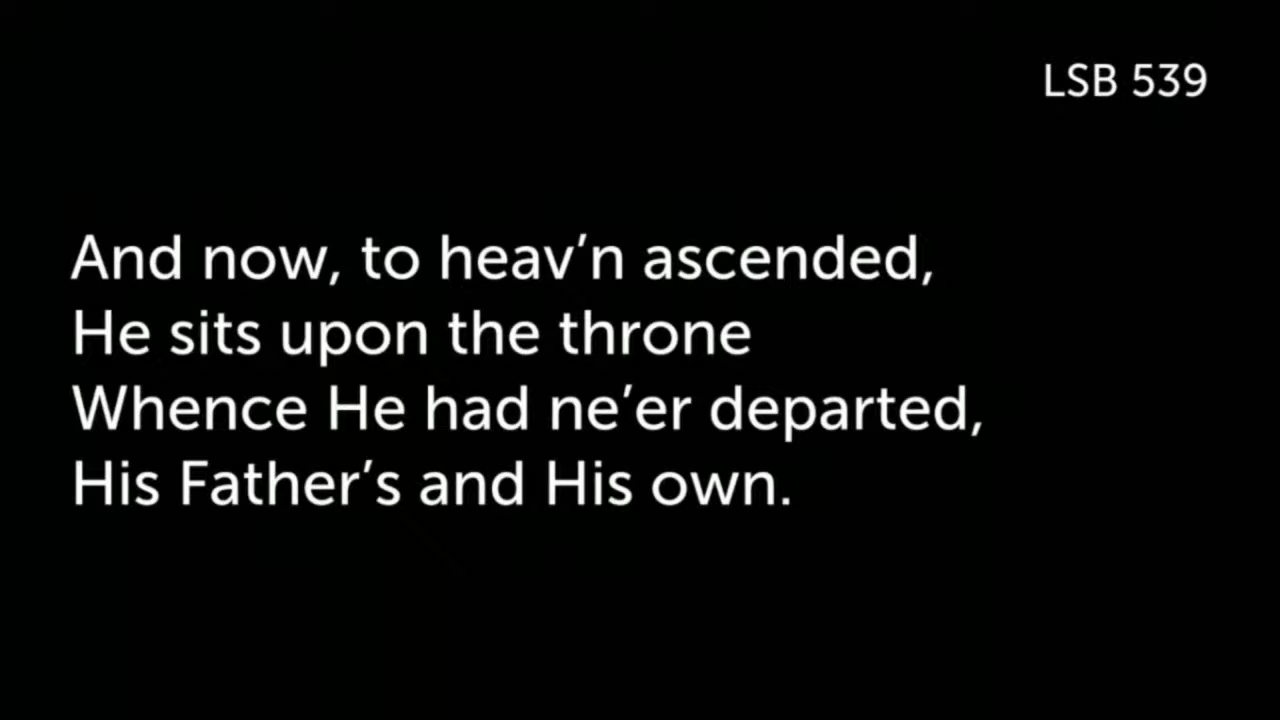 LSB 539
And now, to heav’n ascended,
He sits upon the throne
Whence He had ne’er departed,
His Father’s and His own.